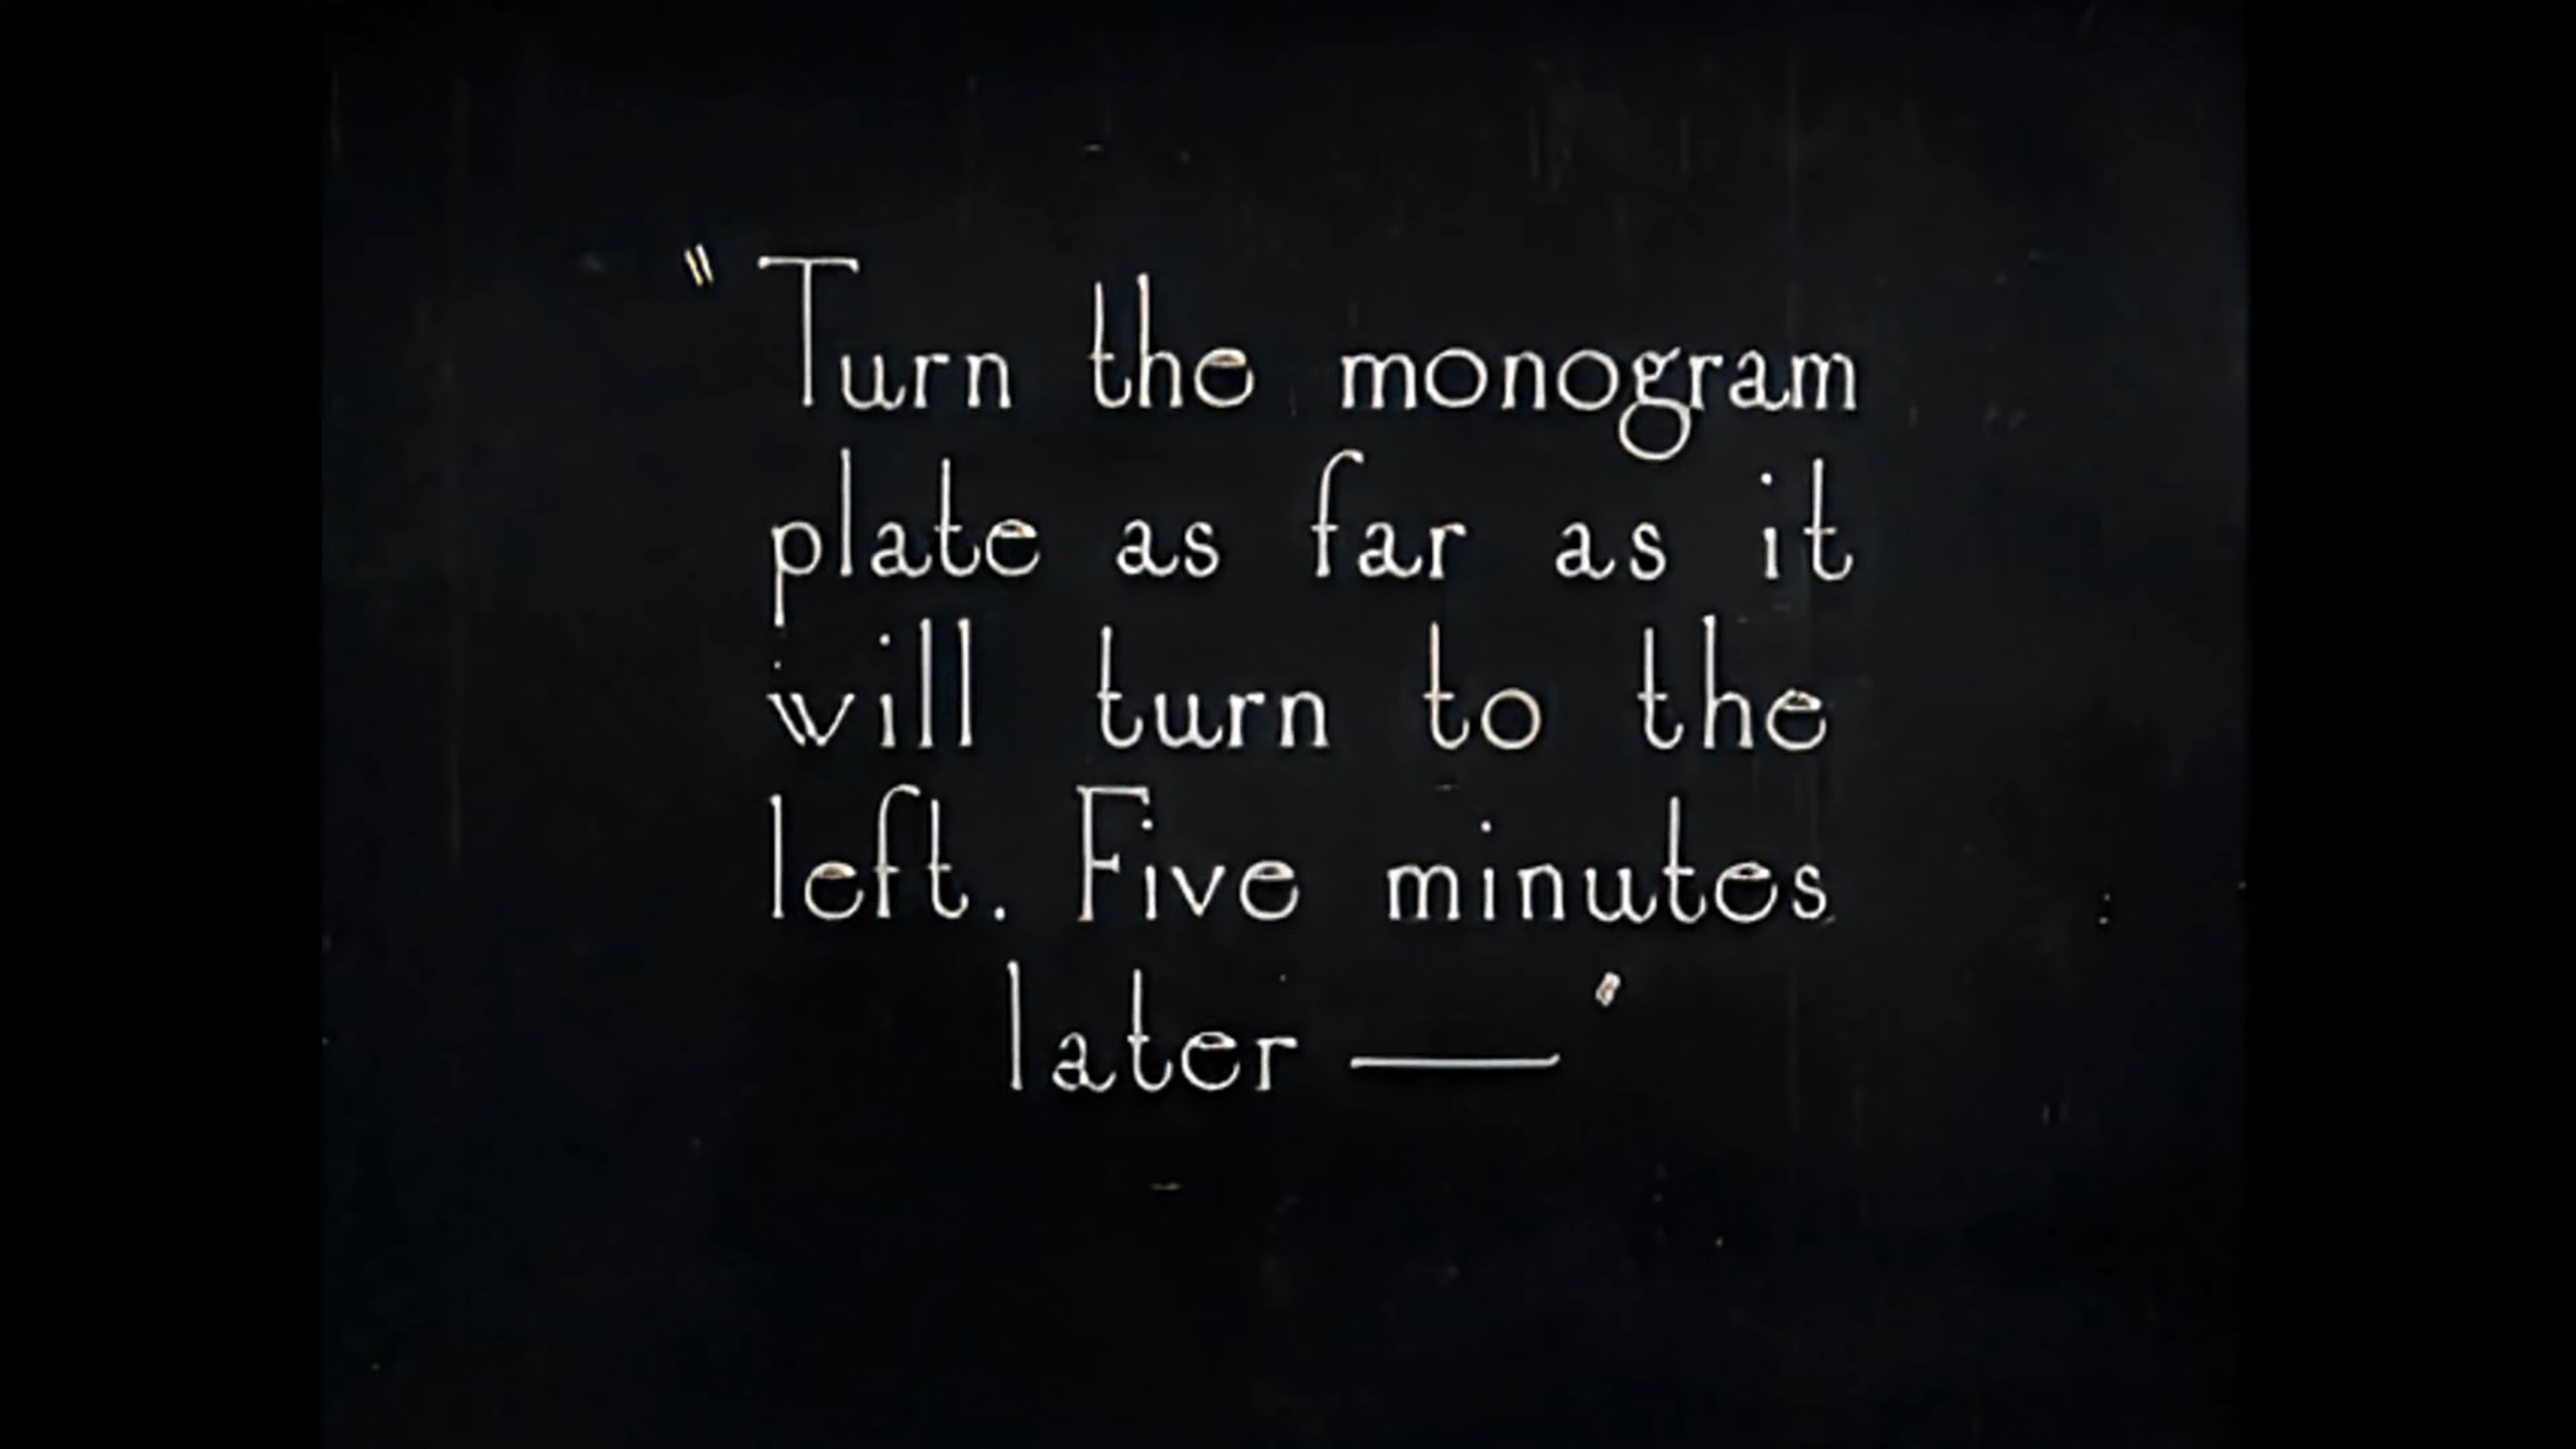 " Turn the monogram
plate as far as it
will turn to the
left. Five minutes
later — "